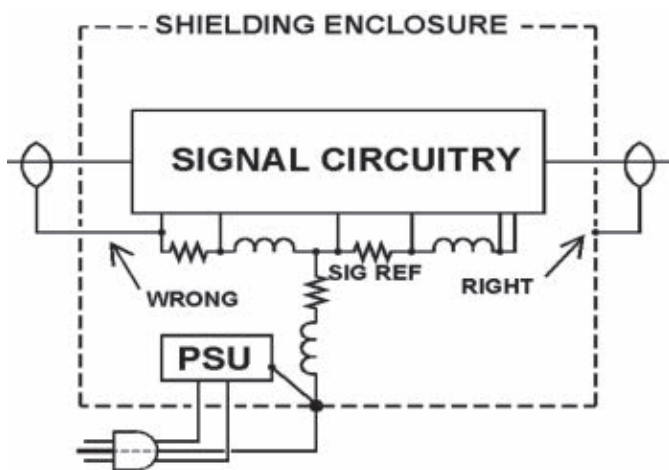 SHIELDING ENCLOSURE
SIGNAL CIRCUITRY
SIG REF
WRONG
RIGHT
PSU